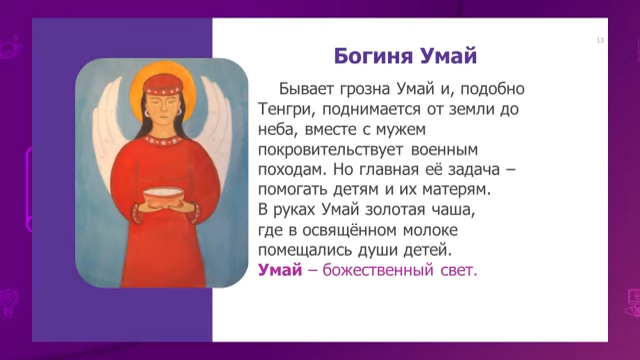 13
Богиня Умай
Бывает грозна Умай и, подобно
Тенгри, поднимается от земли до
неба, вместе с мужем
покровительствует военным
походам. Но главная её задача –
помогать детям и их матерям.
В руках Умай золотая чаша,
где в освящённом молоке
помещались души детей.
Умай – божественный свет.